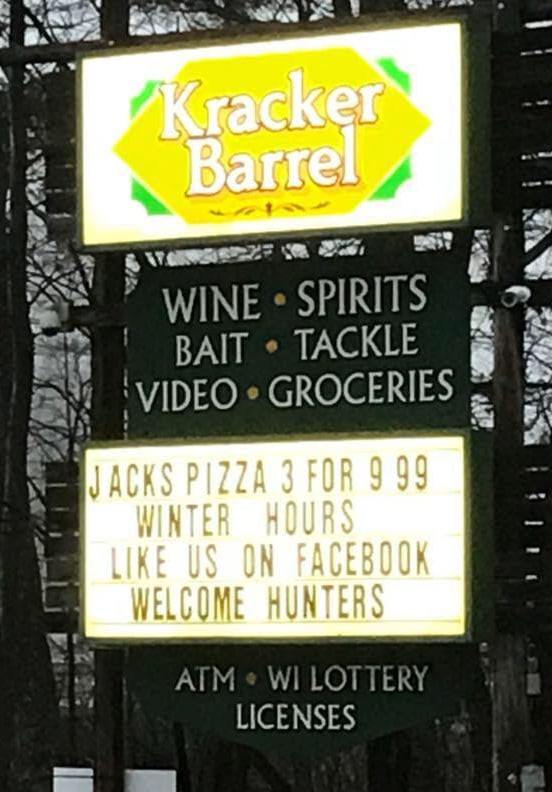 Kracker
Barrel
WINE • SPIRITS
BAIT • TACKLE
VIDEO • GROCERIES
JACKS PIZZA 3 FOR 9 99
WINTER HOURS
LIKE US ON FACEBOOK
WELCOME HUNTERS
ATM • WI LOTTERY
LICENSES